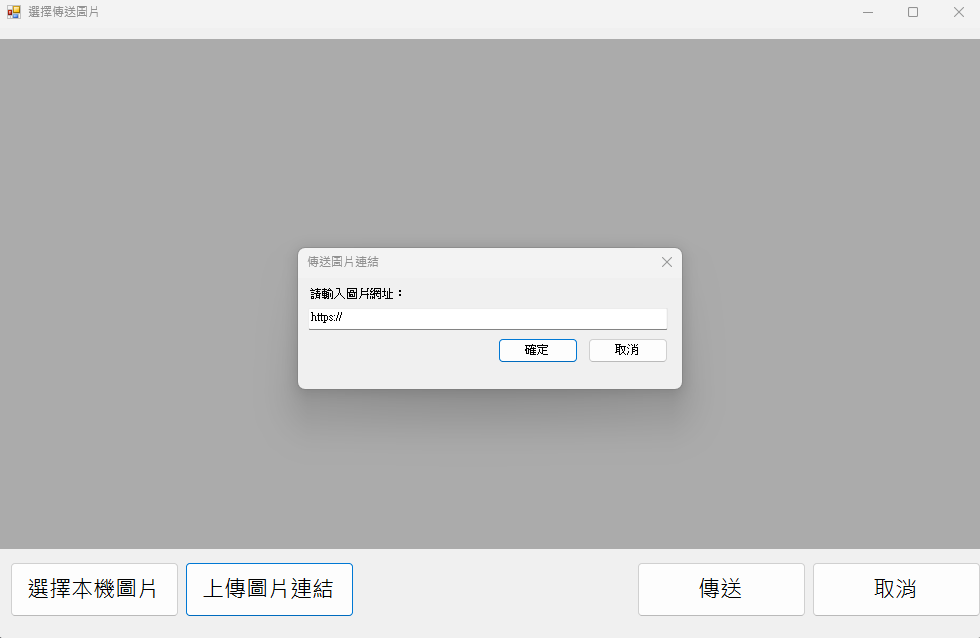 選擇傳送圖片
傳送圖片連結
請輸入圖片網址：
https://
確定
取消
選擇本機圖片
上傳圖片連結
傳送
取消